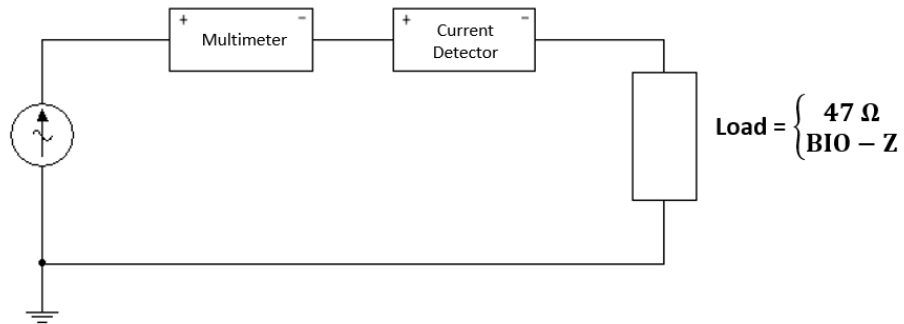 + −
Multimeter
+ −
Current
Detector
Load = { 47 Ω
BIO − Z